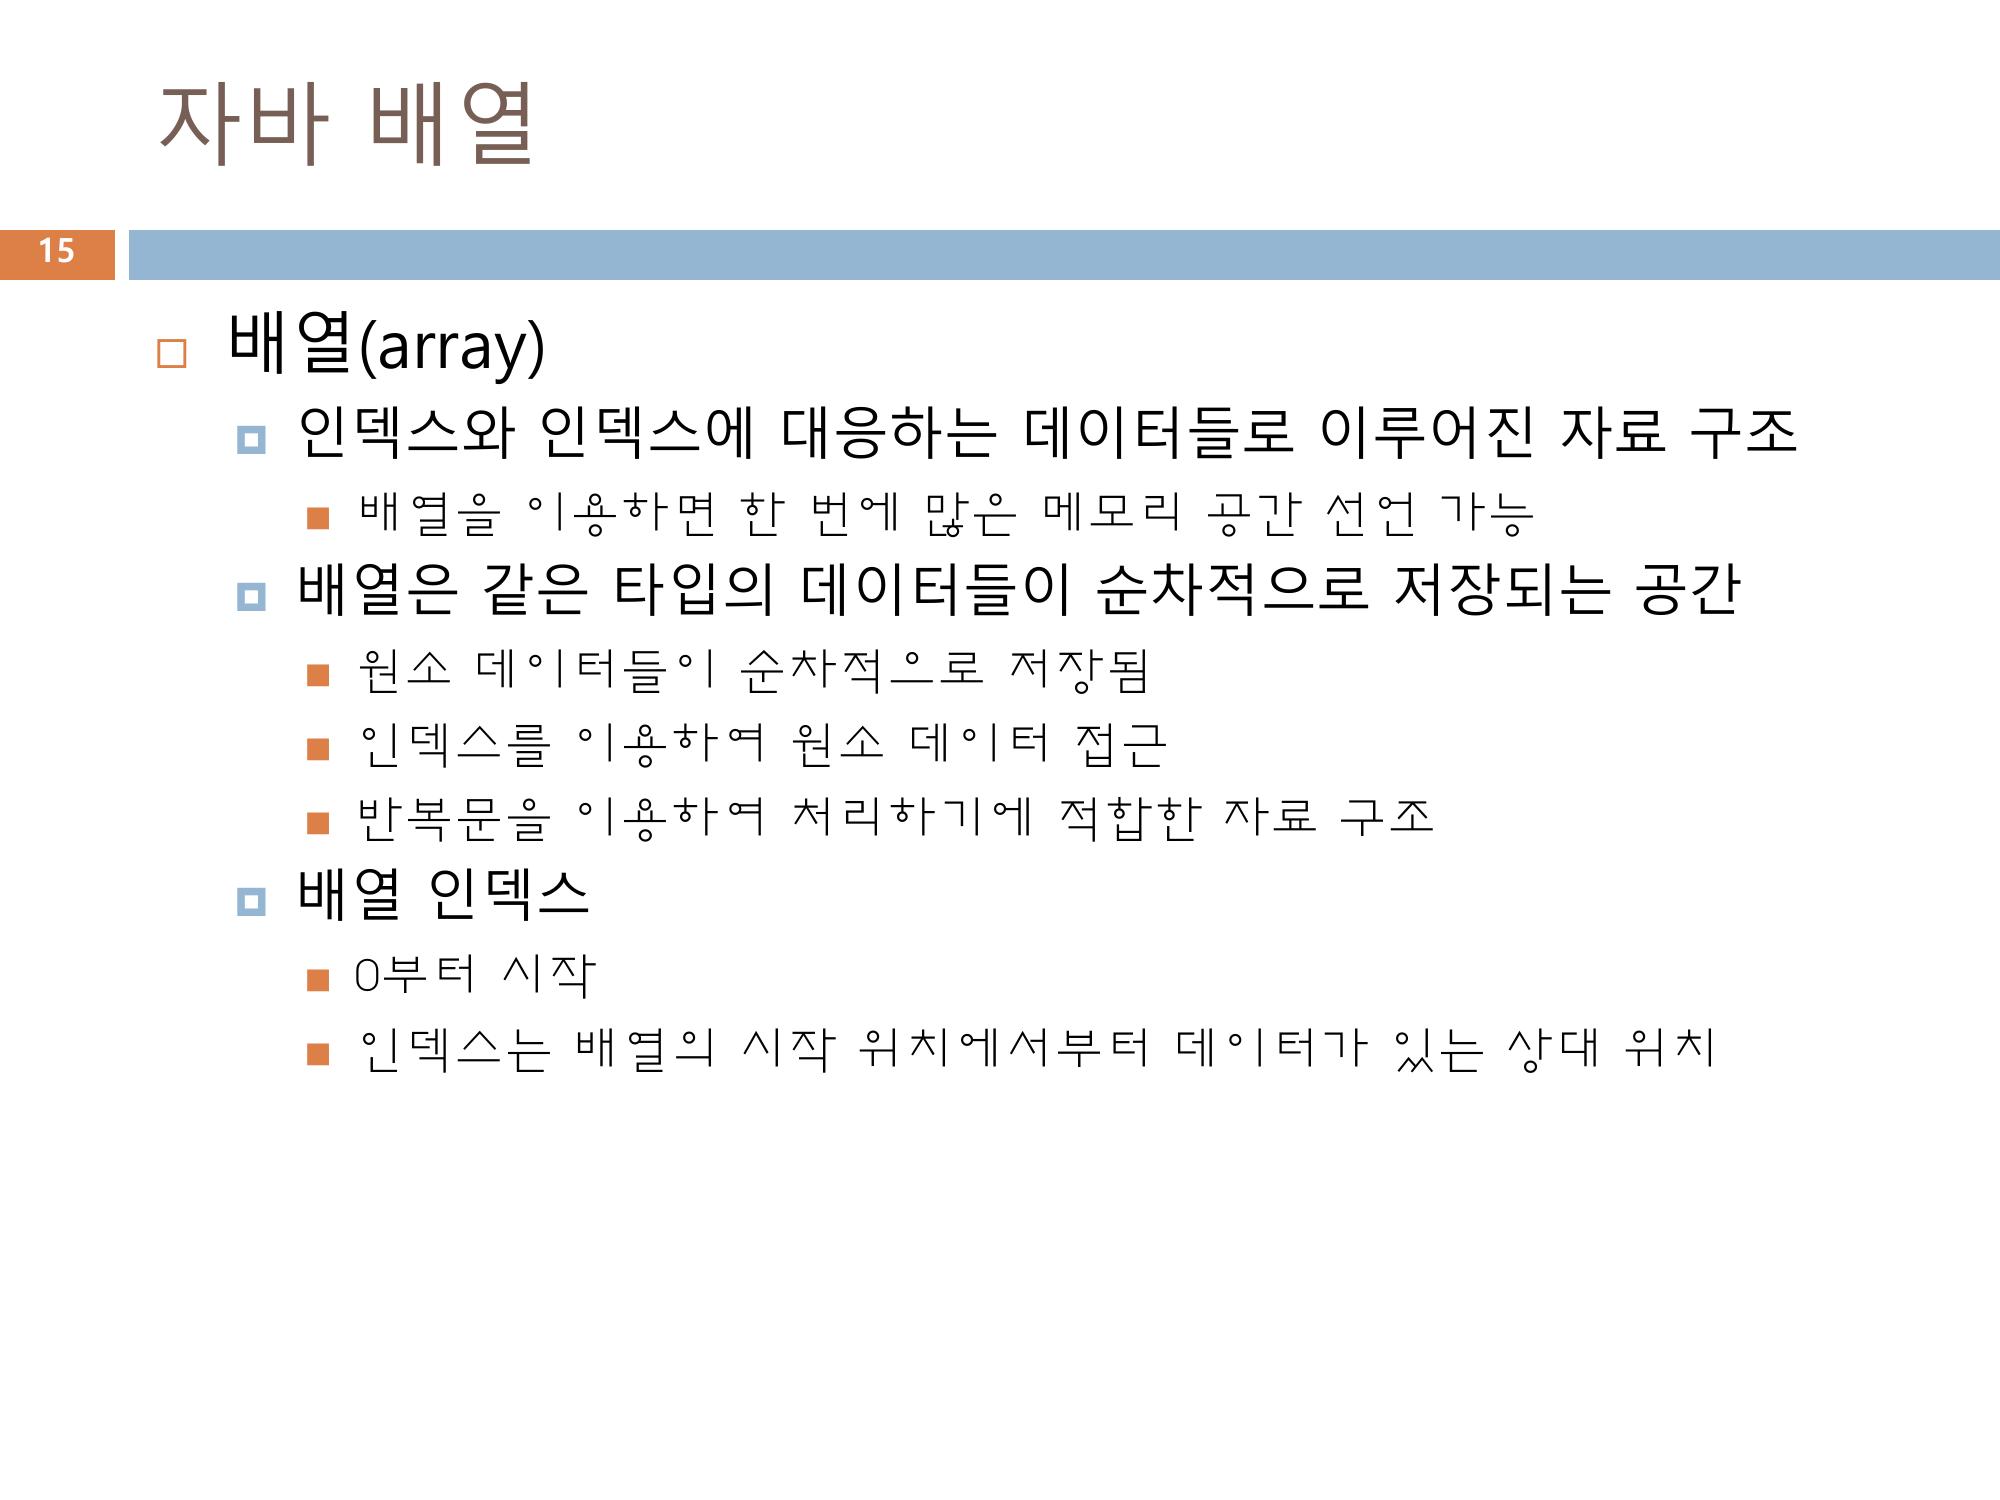 자바 배열
15
배열(array)
인덱스와 인덱스에 대응하는 데이터들로 이루어진 자료 구조
배열을 이용하면 한 번에 많은 메모리 공간 선언 가능
배열은 같은 타입의 데이터들이 순차적으로 저장되는 공간
원소 데이터들이 순차적으로 저장됨
인덱스를 이용하여 원소 데이터 접근
반복문을 이용하여 처리하기에 적합한 자료 구조
배열 인덱스
0부터 시작
인덱스는 배열의 시작 위치에서부터 데이터가 있는 상대 위치